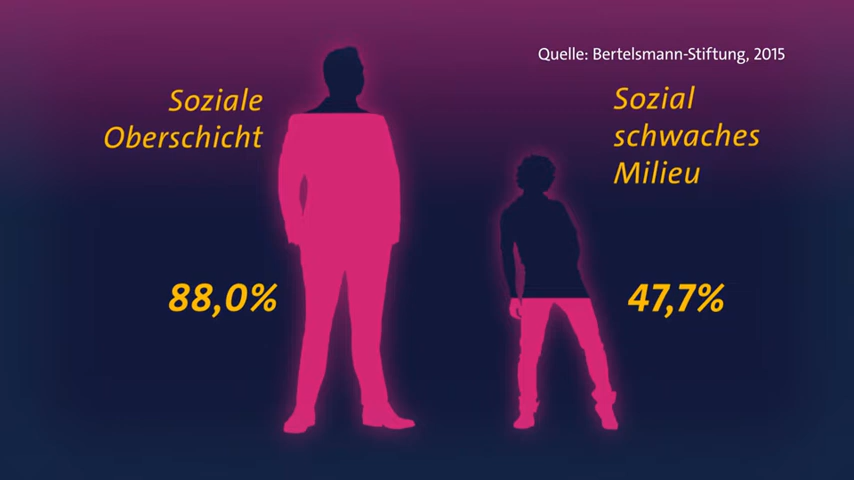 Quelle: Bertelsmann-Stiftung, 2015
Soziale
Oberschicht
88,0%
Sozial
schwaches
Milieu
47,7%